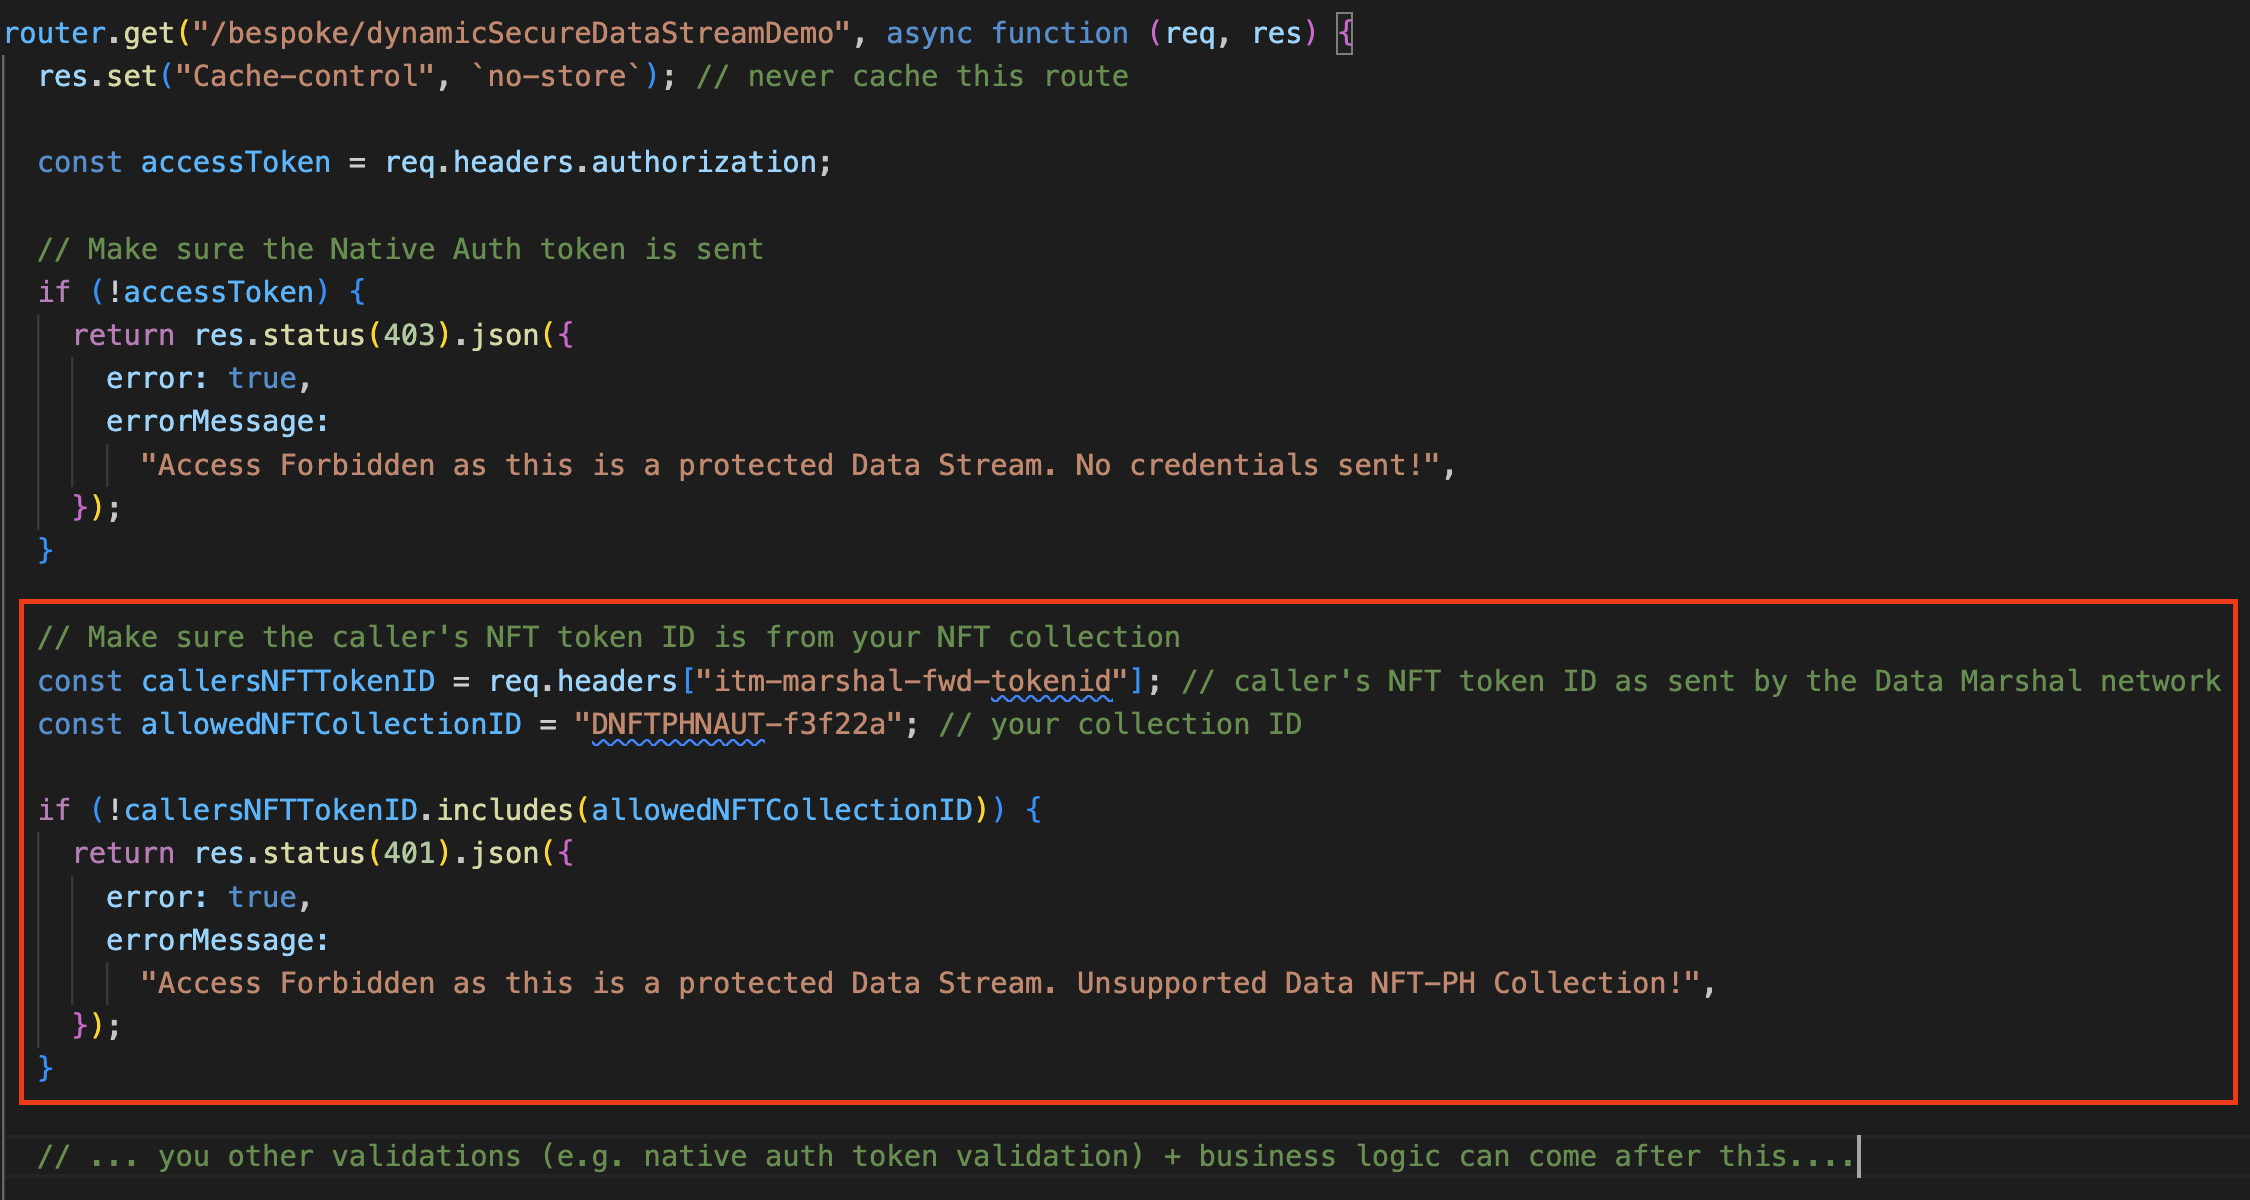 router.get("/bespoke/dynamicSecureDataStreamDemo", async function (req, res) {
  res.set("Cache-control", `no-store`); // never cache this route

  const accessToken = req.headers.authorization;

  // Make sure the Native Auth token is sent
  if (!accessToken) {
    return res.status(403).json({
      error: true,
      errorMessage:
        "Access Forbidden as this is a protected Data Stream. No credentials sent!",
    });
  }

  // Make sure the caller's NFT token ID is from your NFT collection
  const callersNFTTokenID = req.headers["itm-marshal-fwd-tokenid"]; // caller's NFT token ID as sent by the Data Marshal network
  const allowedNFTCollectionID = "DNFTPHNAUT-f3f22a"; // your collection ID

  if (!callersNFTTokenID.includes(allowedNFTCollectionID)) {
    return res.status(401).json({
      error: true,
      errorMessage:
        "Access Forbidden as this is a protected Data Stream. Unsupported Data NFT-PH Collection!",
    });
  }

  // ... you other validations (e.g. native auth token validation) + business logic can come after this....